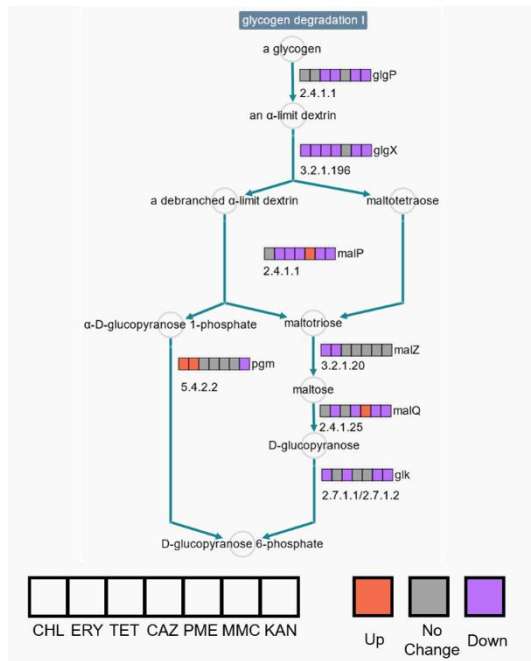 glycogen degradation I
a glycogen
glgP
2.4.1.1
an α-limit dextrin
glgX
3.2.1.196
a debranched α-limit dextrin
maltotetraose
malP
2.4.1.1
α-D-glucopyranose 1-phosphate
maltotriose
malZ
3.2.1.20
pgm
5.4.2.2
maltose
malQ
2.4.1.25
D-glucopyranose
glk
2.7.1.1/2.7.1.2
D-glucopyranose 6-phosphate
CHL ERY TET CAZ PME MMC KAN
Up
No
Change
Down